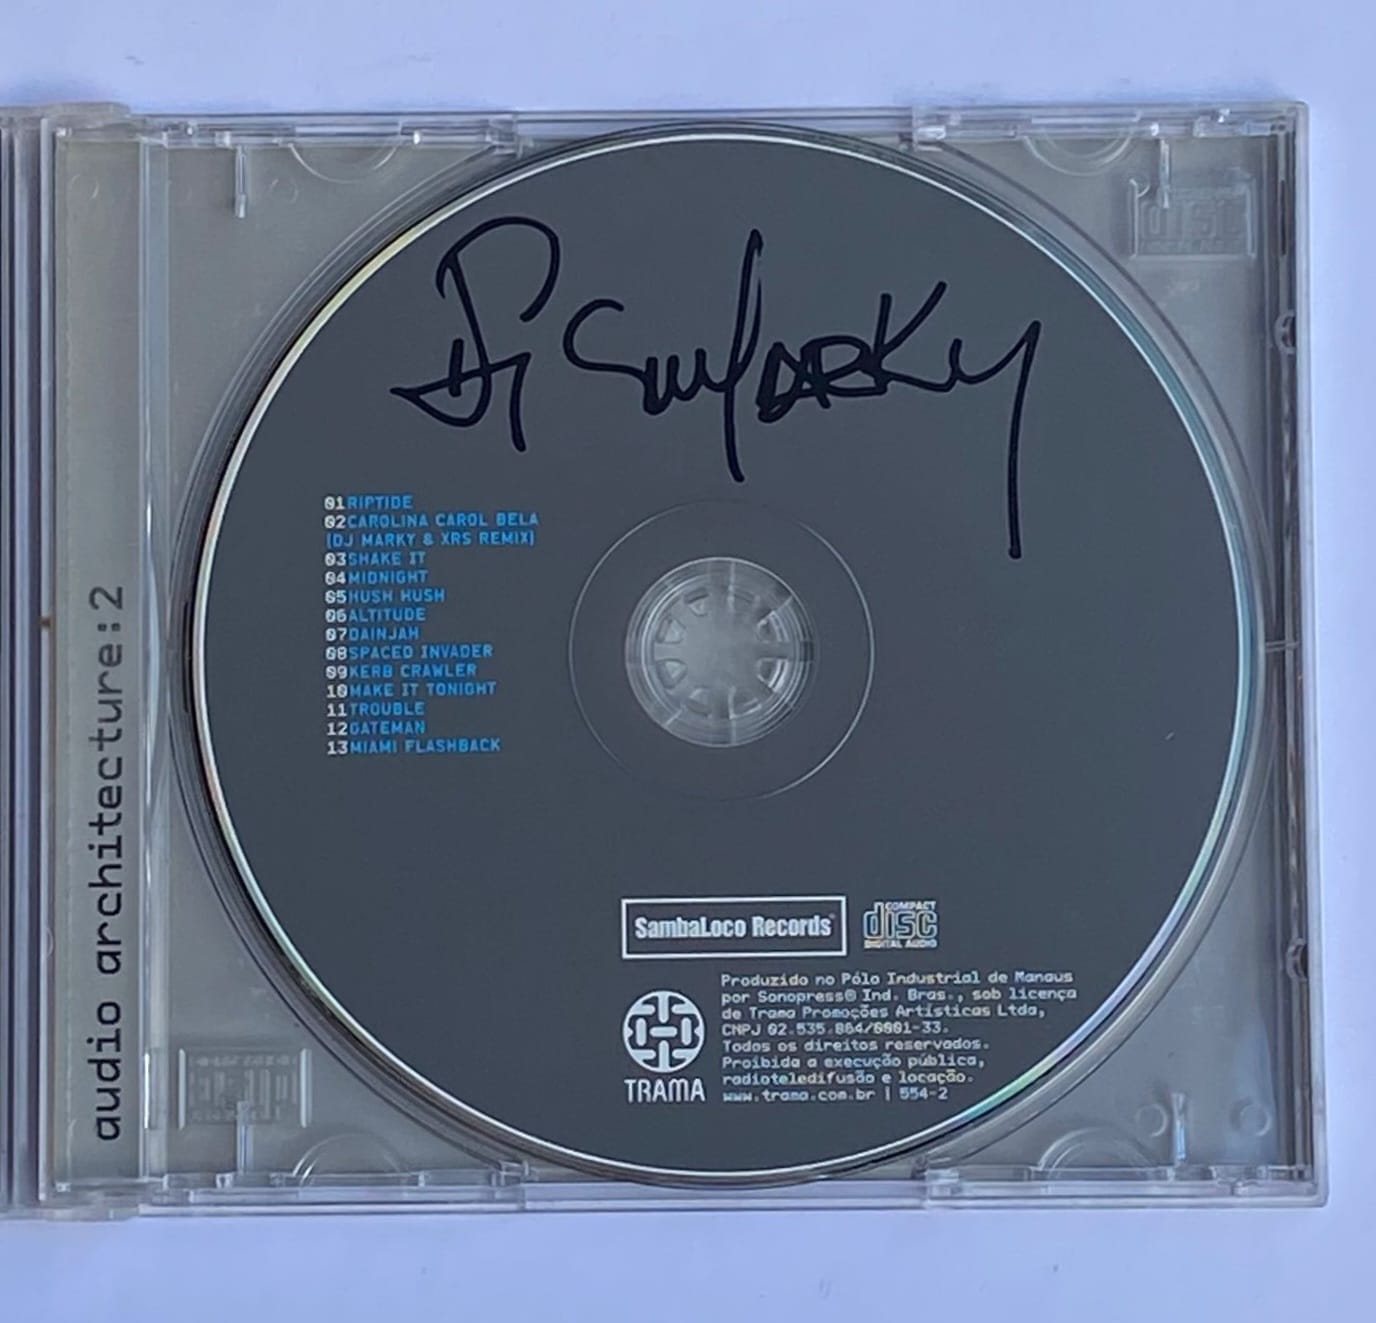 audio architecture:2
DJ Marky
01 RIPTIDE
02 CAROLINA CAROL BELA
(DJ MARKY & XRS REMIX)
03 SHAKE IT
04 MIDNIGHT
05 HUSH HUSH
06 ALTITUDE
07 DAINJAH
08 SPACED INVADER
09 KERB CRAWLER
10 MAKE IT TONIGHT
11 TROUBLE
12 GATEMAN
13 MIAMI FLASHBACK
SambaLoco Records
COMPACT
disc
DIGITAL AUDIO
TRAMA
Produzido no Pólo Industrial de Manaus
por Sonopress® Ind. Bras., sob licença
de Trama Promoções Artísticas Ltda,
CNPJ 02.535.864/0001-33.
Todos os direitos reservados.
Proibida a execução pública,
radioteledifusão e locação.
www.trama.com.br | 554-2
disc